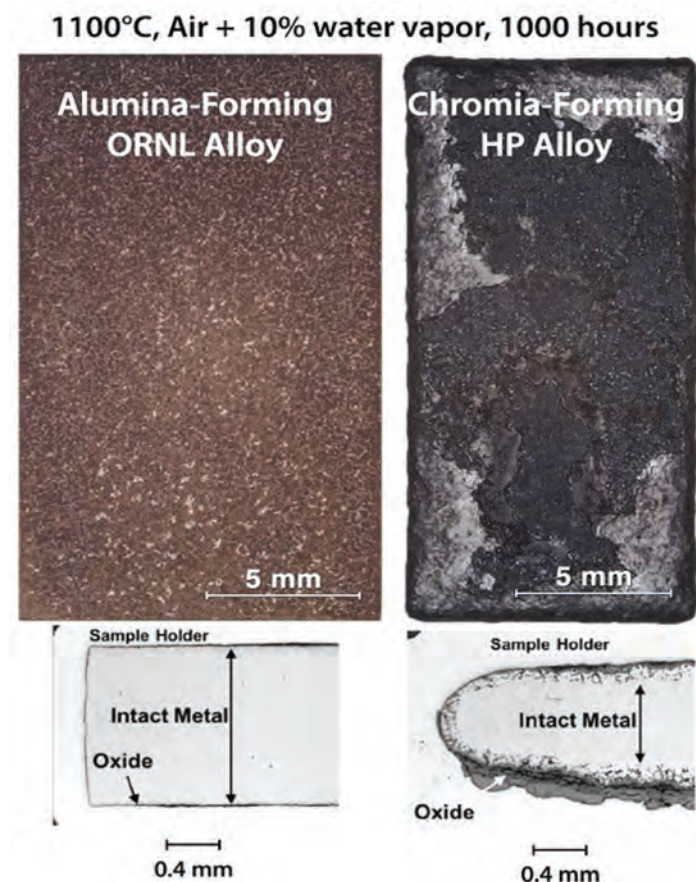 1100°C, Air + 10% water vapor, 1000 hours
Alumina-Forming
ORNL Alloy
5 mm
Chromia-Forming
HP Alloy
5 mm
Sample Holder
Intact Metal
Oxide
0.4 mm
Sample Holder
Intact Metal
Oxide
0.4 mm